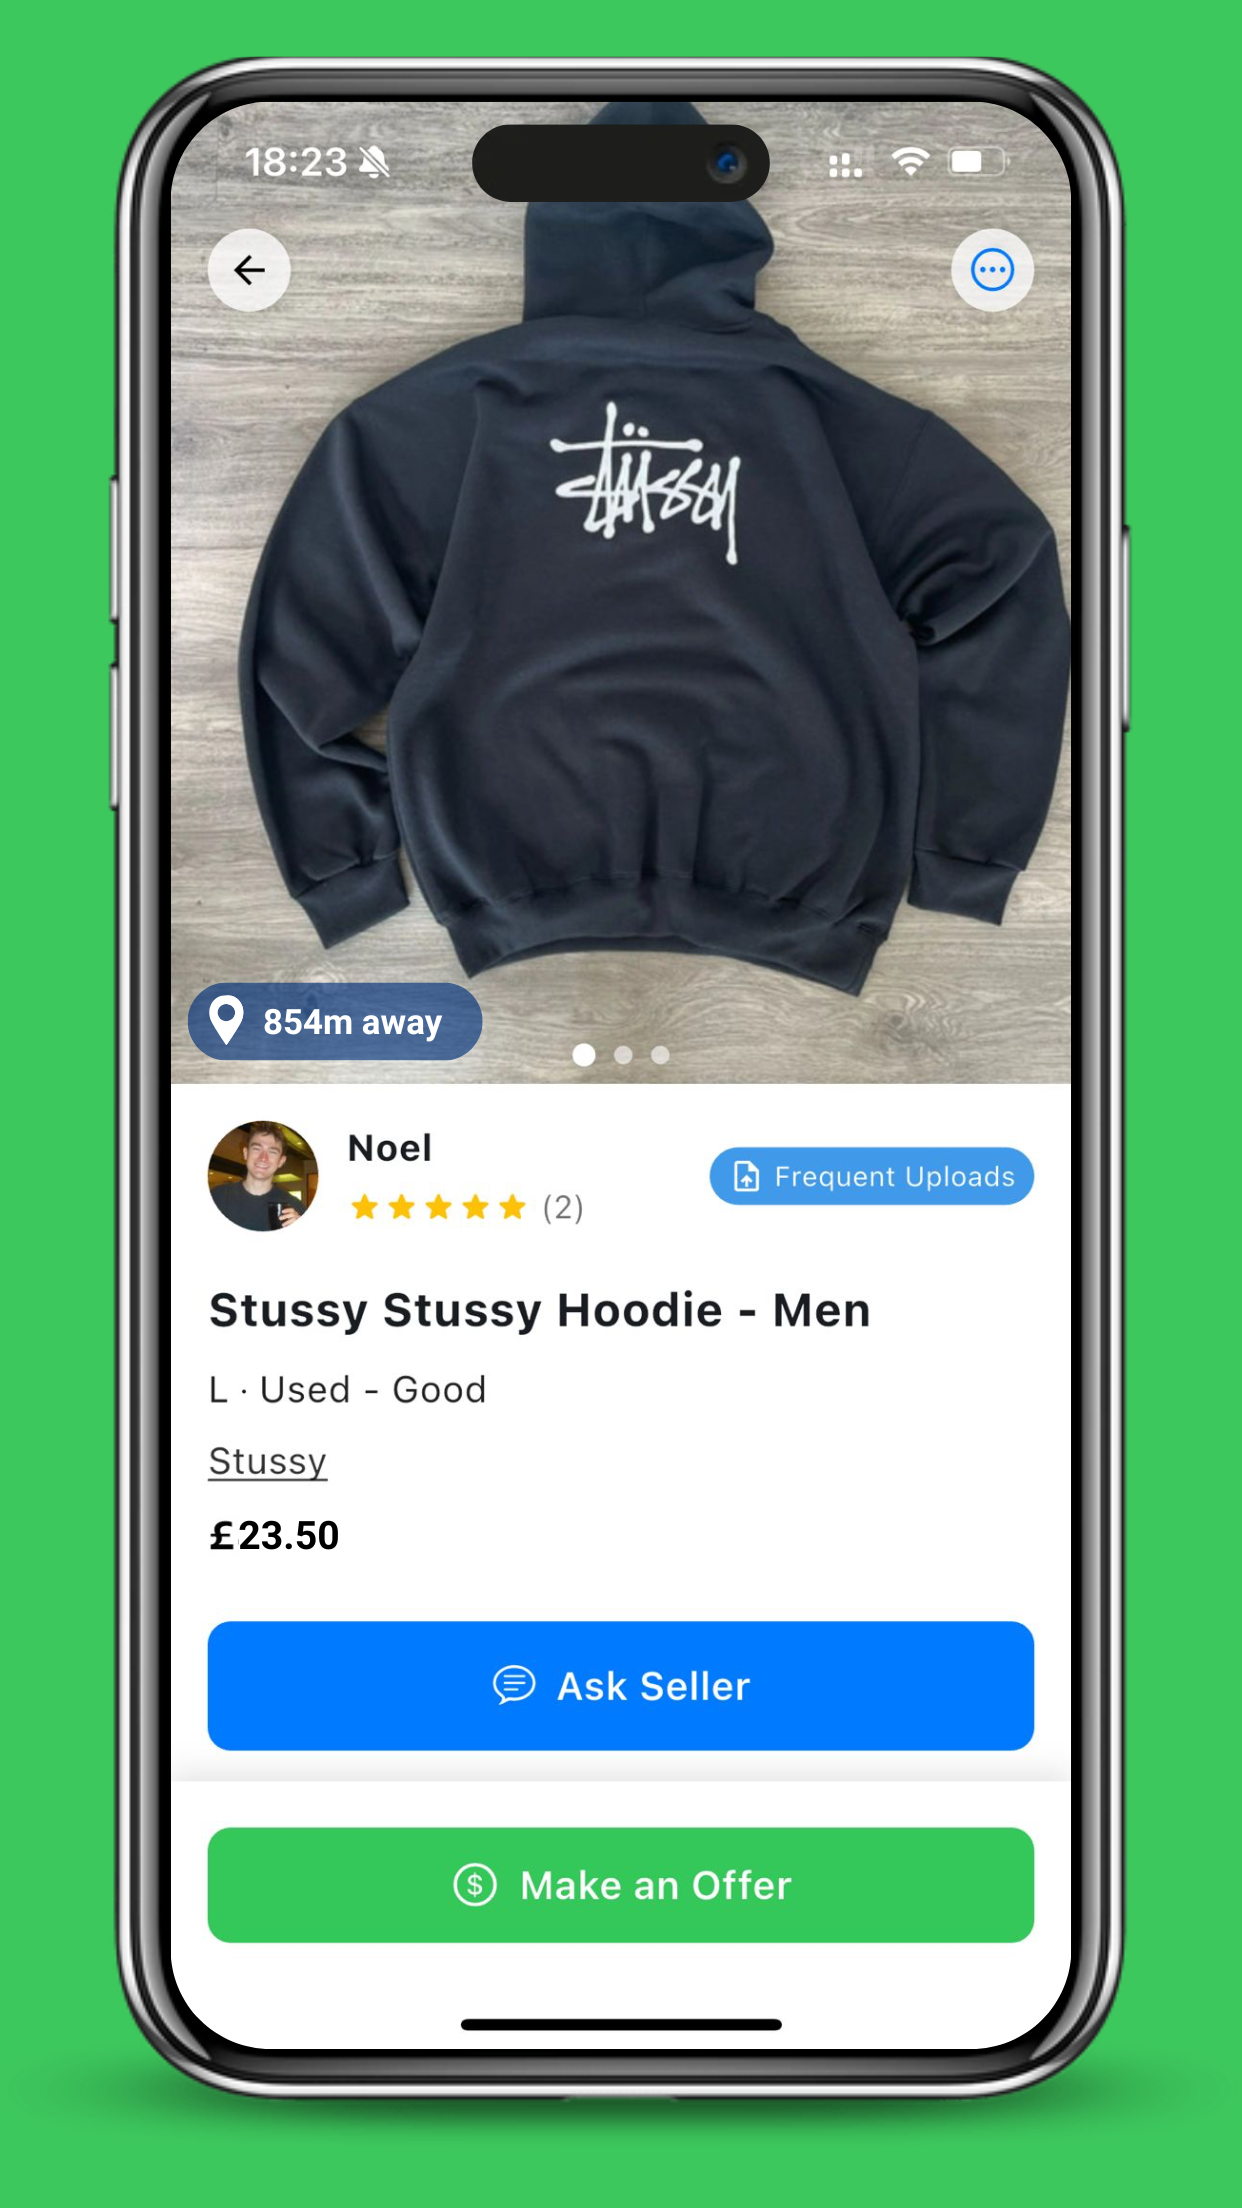 18:23
Stüssy
854m away
Noel
(2)
Frequent Uploads
Stussy Stussy Hoodie - Men
L · Used - Good
Stussy
£23.50
Ask Seller
$ Make an Offer